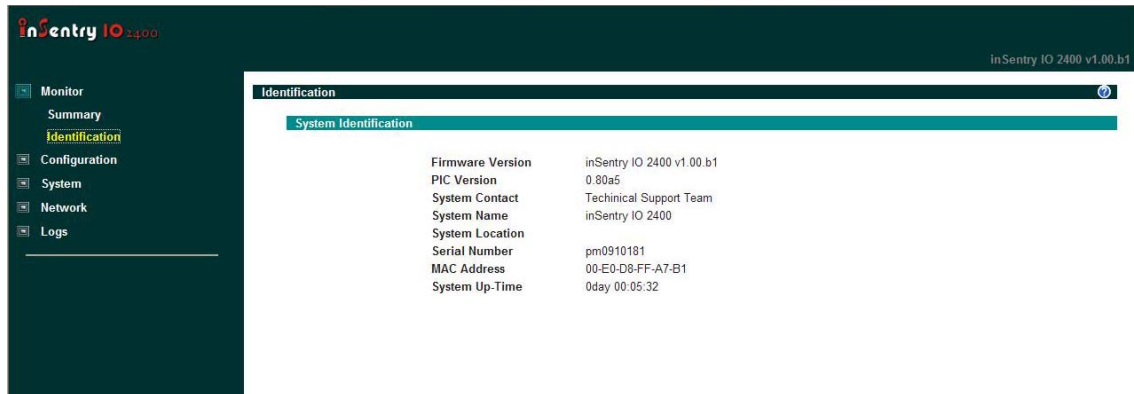 inSentry IO 2400
inSentry IO 2400 v1.00.b1
Monitor
Summary
Identification
Configuration
System
Network
Logs
Identification
System Identification
Firmware Version inSentry IO 2400 v1.00.b1
PIC Version 0.80a5
System Contact Techinical Support Team
System Name inSentry IO 2400
System Location
Serial Number pm0910181
MAC Address 00-E0-D8-FF-A7-B1
System Up-Time 0day 00:05:32